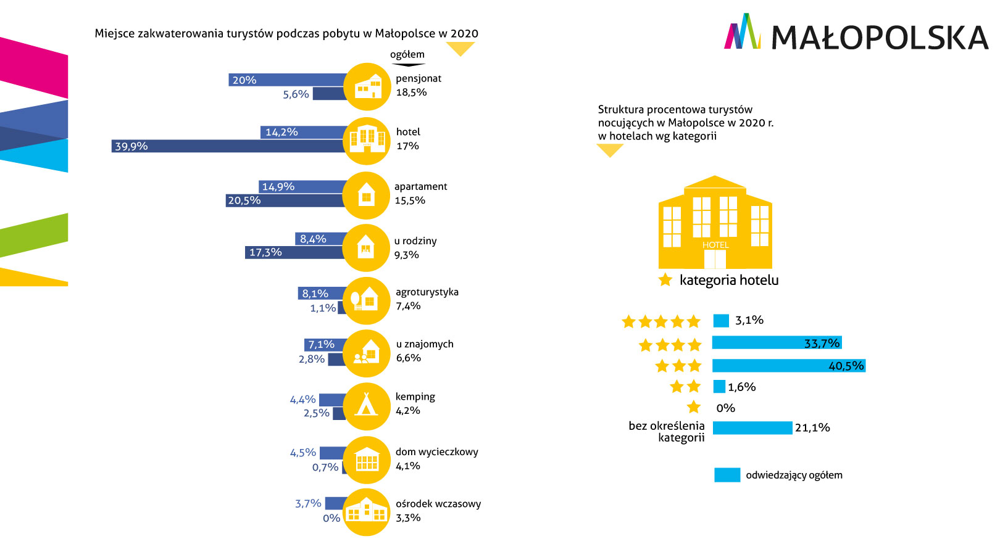 Miejsce zakwaterowania turystów podczas pobytu w Małopolsce w 2020
ogółem
20%
5,6%
pensjonat
18,5%
14,2%
39,9%
hotel
17%
14,9%
20,5%
apartament
15,5%
8,4%
17,3%
u rodziny
9,3%
8,1%
1,1%
agroturystyka
7,4%
7,1%
2,8%
u znajomych
6,6%
4,4%
2,5%
kemping
4,2%
4,5%
0,7%
dom wycieczkowy
4,1%
3,7%
0%
ośrodek wczasowy
3,3%
MAŁOPOLSKA
Struktura procentowa turystów
nocujących w Małopolsce w 2020 r.
w hotelach wg kategorii
HOTEL
kategoria hotelu
3,1%
33,7%
40,5%
1,6%
0%
bez określenia
kategorii
21,1%
odwiedzający ogółem